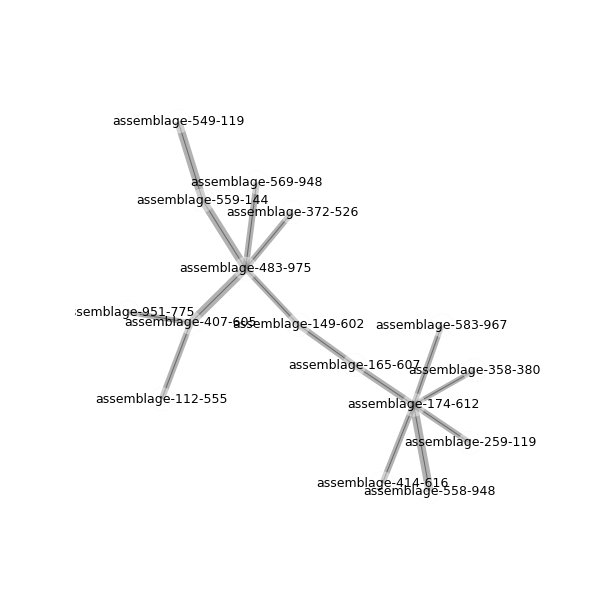 assemblage-549-119
assemblage-569-948
assemblage-559-144
assemblage-372-526
assemblage-483-975
semblage-951-775
assemblage-407-605
assemblage-149-602
assemblage-583-967
assemblage-165-607
assemblage-358-380
assemblage-174-612
assemblage-112-555
assemblage-259-119
assemblage-414-616
assemblage-558-948